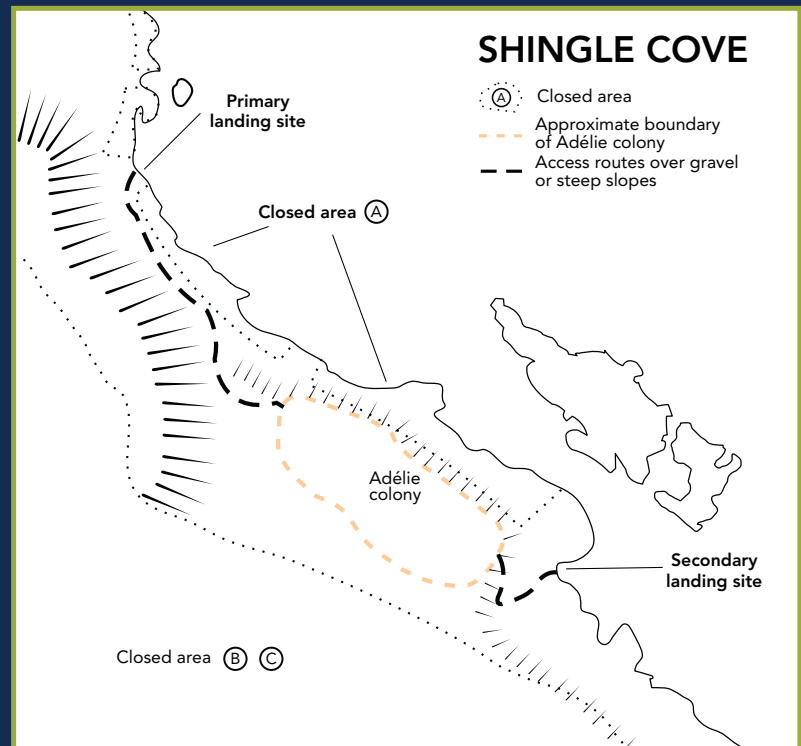 SHINGLE COVE
A Closed area
Approximate boundary
of Adélie colony
Access routes over gravel
or steep slopes
Primary
landing site
Closed area A
Adélie
colony
Secondary
landing site
Closed area B C